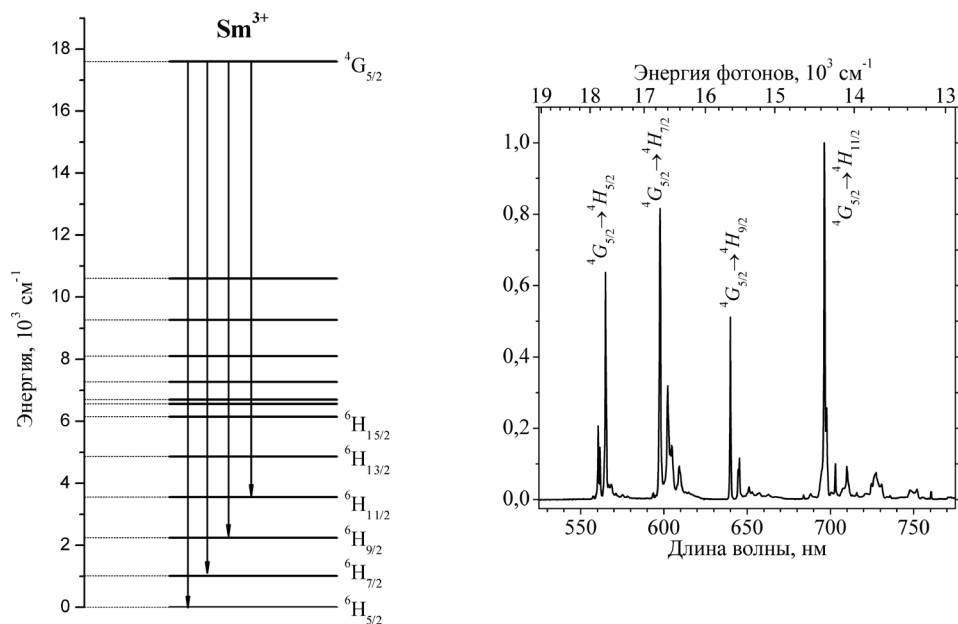 Sm³⁺
Энергия, 10³ см⁻¹
18
16
14
12
10
8
6
4
2
0
⁴G₅/₂
⁶H₁₅/₂
⁶H₁₃/₂
⁶H₁₁/₂
⁶H₉/₂
⁶H₇/₂
⁶H₅/₂
Энергия фотонов, 10³ см⁻¹
19 18 17 16 15 14 13
1,0
0,8
0,6
0,4
0,2
0,0
⁴G₅/₂→⁴H₅/₂
⁴G₅/₂→⁴H₇/₂
⁴G₅/₂→⁴H₉/₂
⁴G₅/₂→⁴H₁₁/₂
550 600 650 700 750
Длина волны, нм